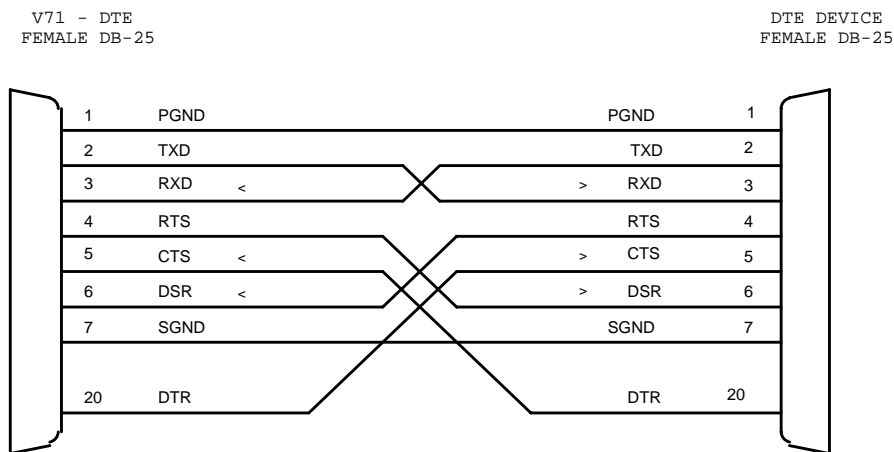 V71 - DTE DTE DEVICE
FEMALE DB-25 FEMALE DB-25
1 PGND PGND 1
2 TXD TXD 2
3 RXD < > RXD 3
4 RTS RTS 4
5 CTS < > CTS 5
6 DSR < > DSR 6
7 SGND SGND 7
20 DTR DTR 20